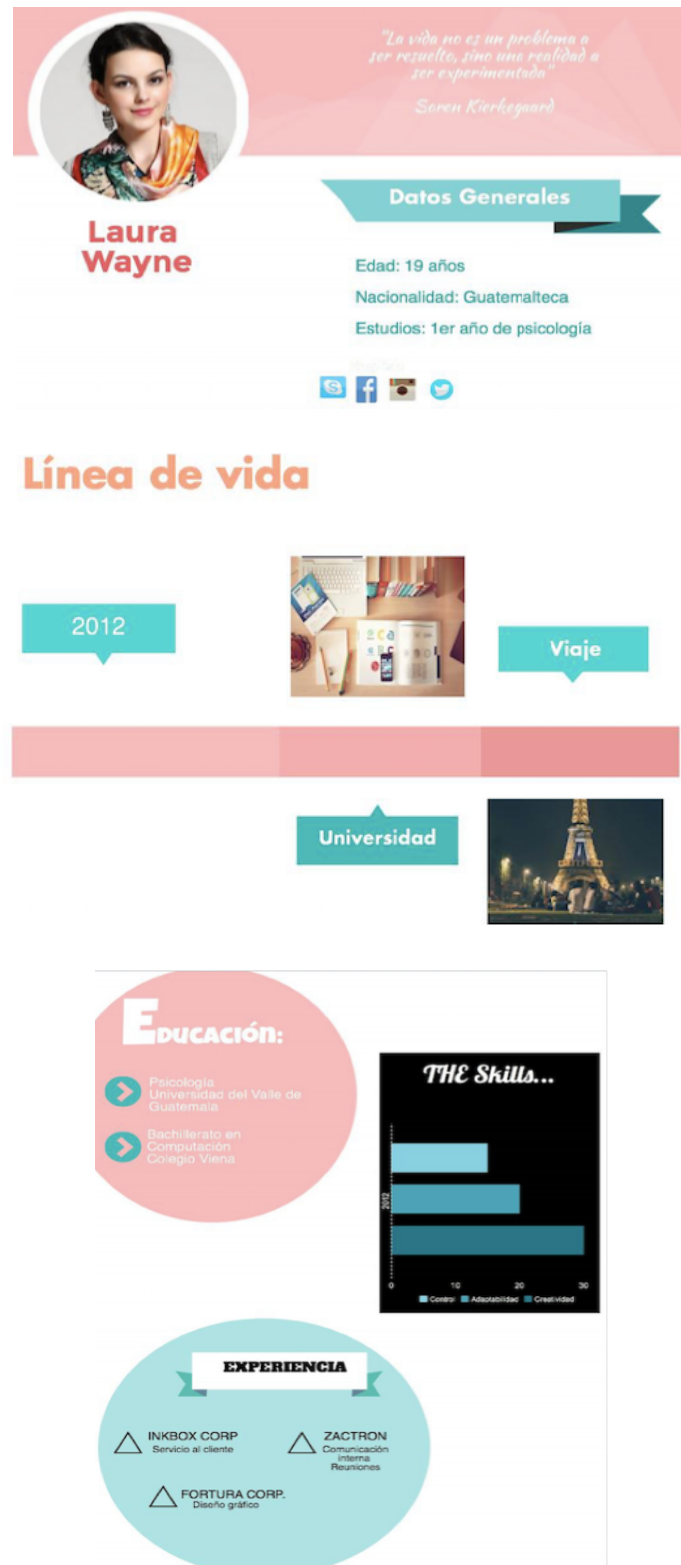 "La vida no es un problema a
ser resuelto, sino una realidad a
ser experimentada"
Soren Kierkegaard
Laura
Wayne
Datos Generales
Edad: 19 años
Nacionalidad: Guatemalteca
Estudios: 1er año de psicología
Línea de vida
2012
Viaje
Universidad
EDUCACIÓN:
Psicología
Universidad del Valle de
Guatemala
Bachillerato en
Computación
Colegio Viena
THE Skills...
2012
0 10 20 30
Control Adaptabilidad Creatividad
EXPERIENCIA
INKBOX CORP
Servicio al cliente
ZACTRON
Comunicación
interna
Reuniones
FORTURA CORP.
Diseño gráfico